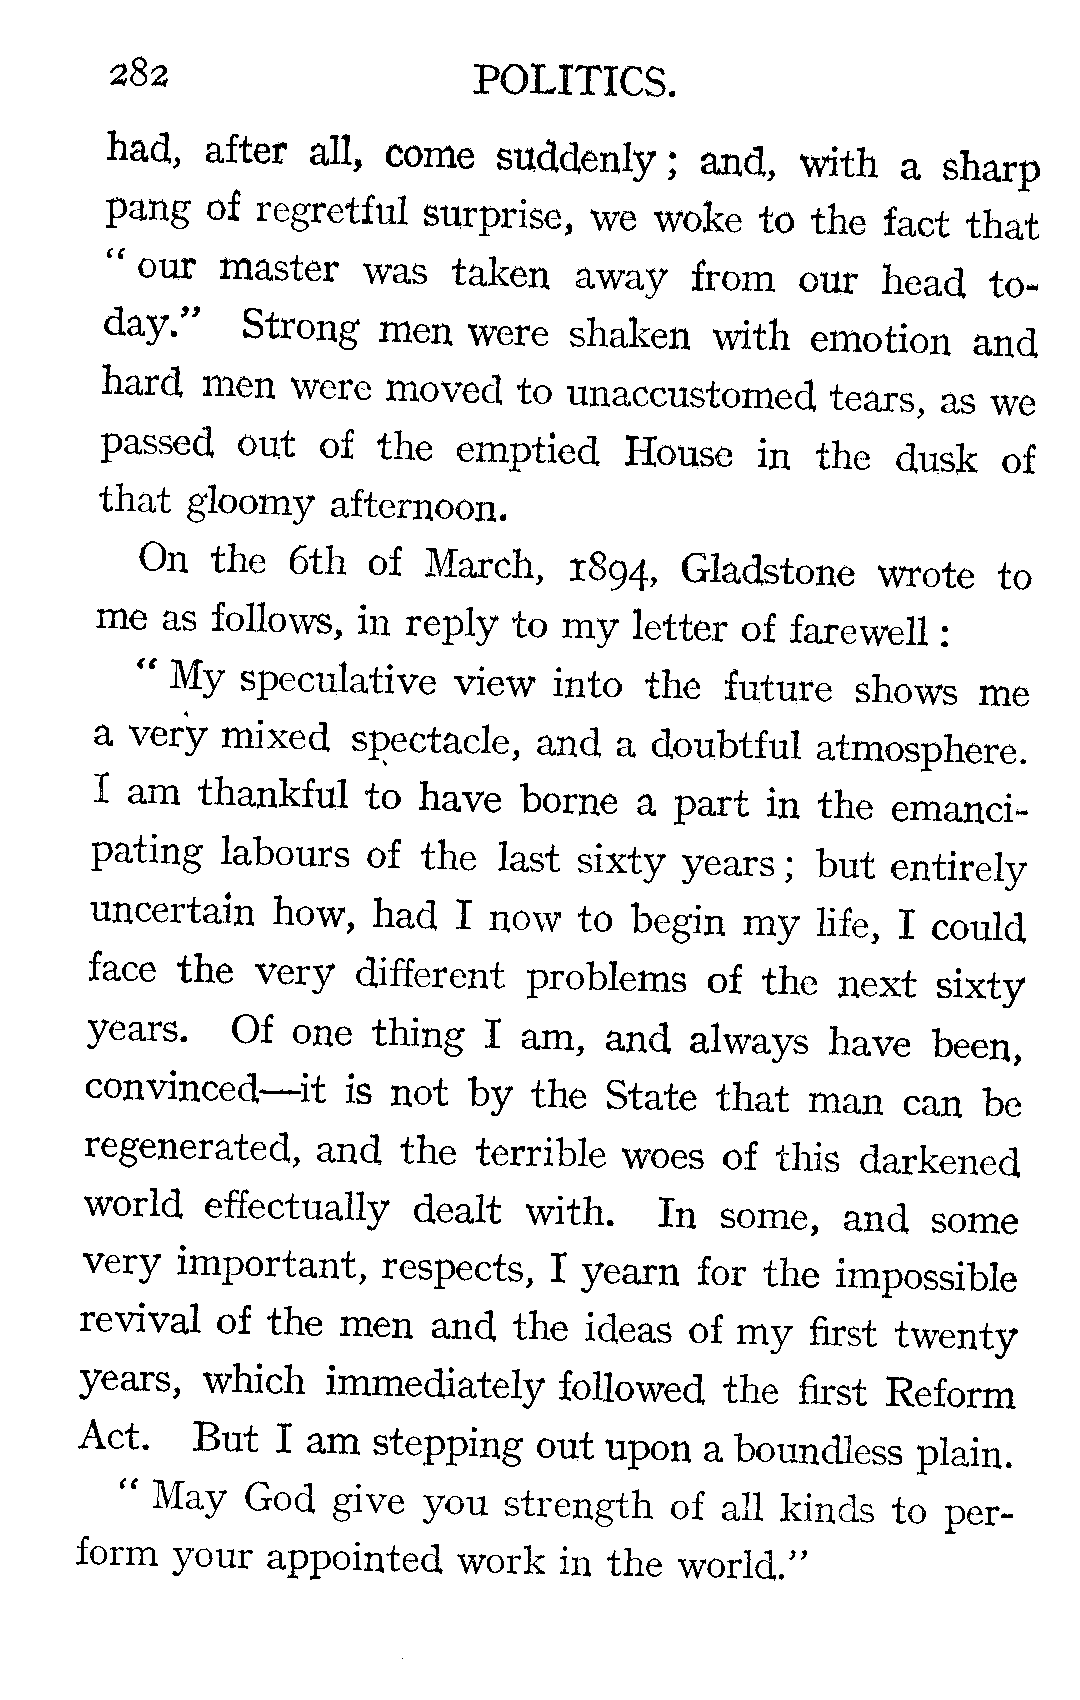 282 POLITICS.
had, after all, come suddenly ; and, with a sharp
pang of regretful surprise, we woke to the fact that
“ our master was taken away from our head to-
day.” Strong men were shaken with emotion and
hard men were moved to unaccustomed tears, as we
passed out of the emptied House in the dusk of
that gloomy afternoon.
On the 6th of March, 1894, Gladstone wrote to
me as follows, in reply to my letter of farewell :
“ My speculative view into the future shows me
a very mixed spectacle, and a doubtful atmosphere.
I am thankful to have borne a part in the emanci-
pating labours of the last sixty years ; but entirely
uncertain how, had I now to begin my life, I could
face the very different problems of the next sixty
years. Of one thing I am, and always have been,
convinced—it is not by the State that man can be
regenerated, and the terrible woes of this darkened
world effectually dealt with. In some, and some
very important, respects, I yearn for the impossible
revival of the men and the ideas of my first twenty
years, which immediately followed the first Reform
Act. But I am stepping out upon a boundless plain.
“ May God give you strength of all kinds to per-
form your appointed work in the world.”